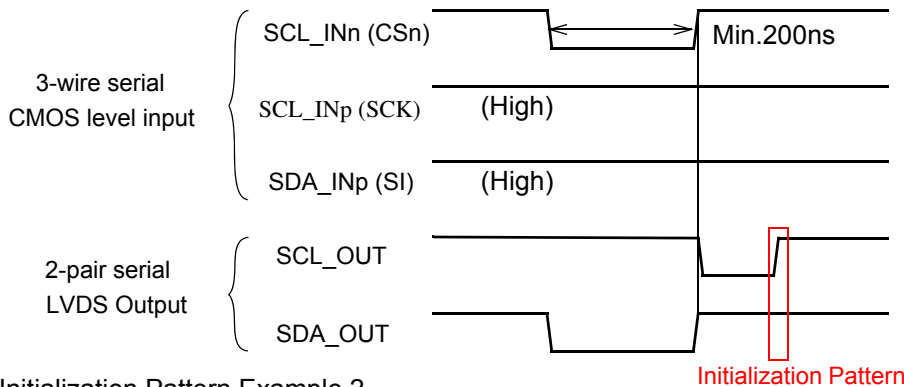 SCL_INn (CSn)
Min.200ns
3-wire serial
CMOS level input
SCL_INp (SCK)
(High)
SDA_INp (SI)
(High)
2-pair serial
LVDS Output
SCL_OUT
SDA_OUT
Initialization Pattern
Initialization Pattern Example 2